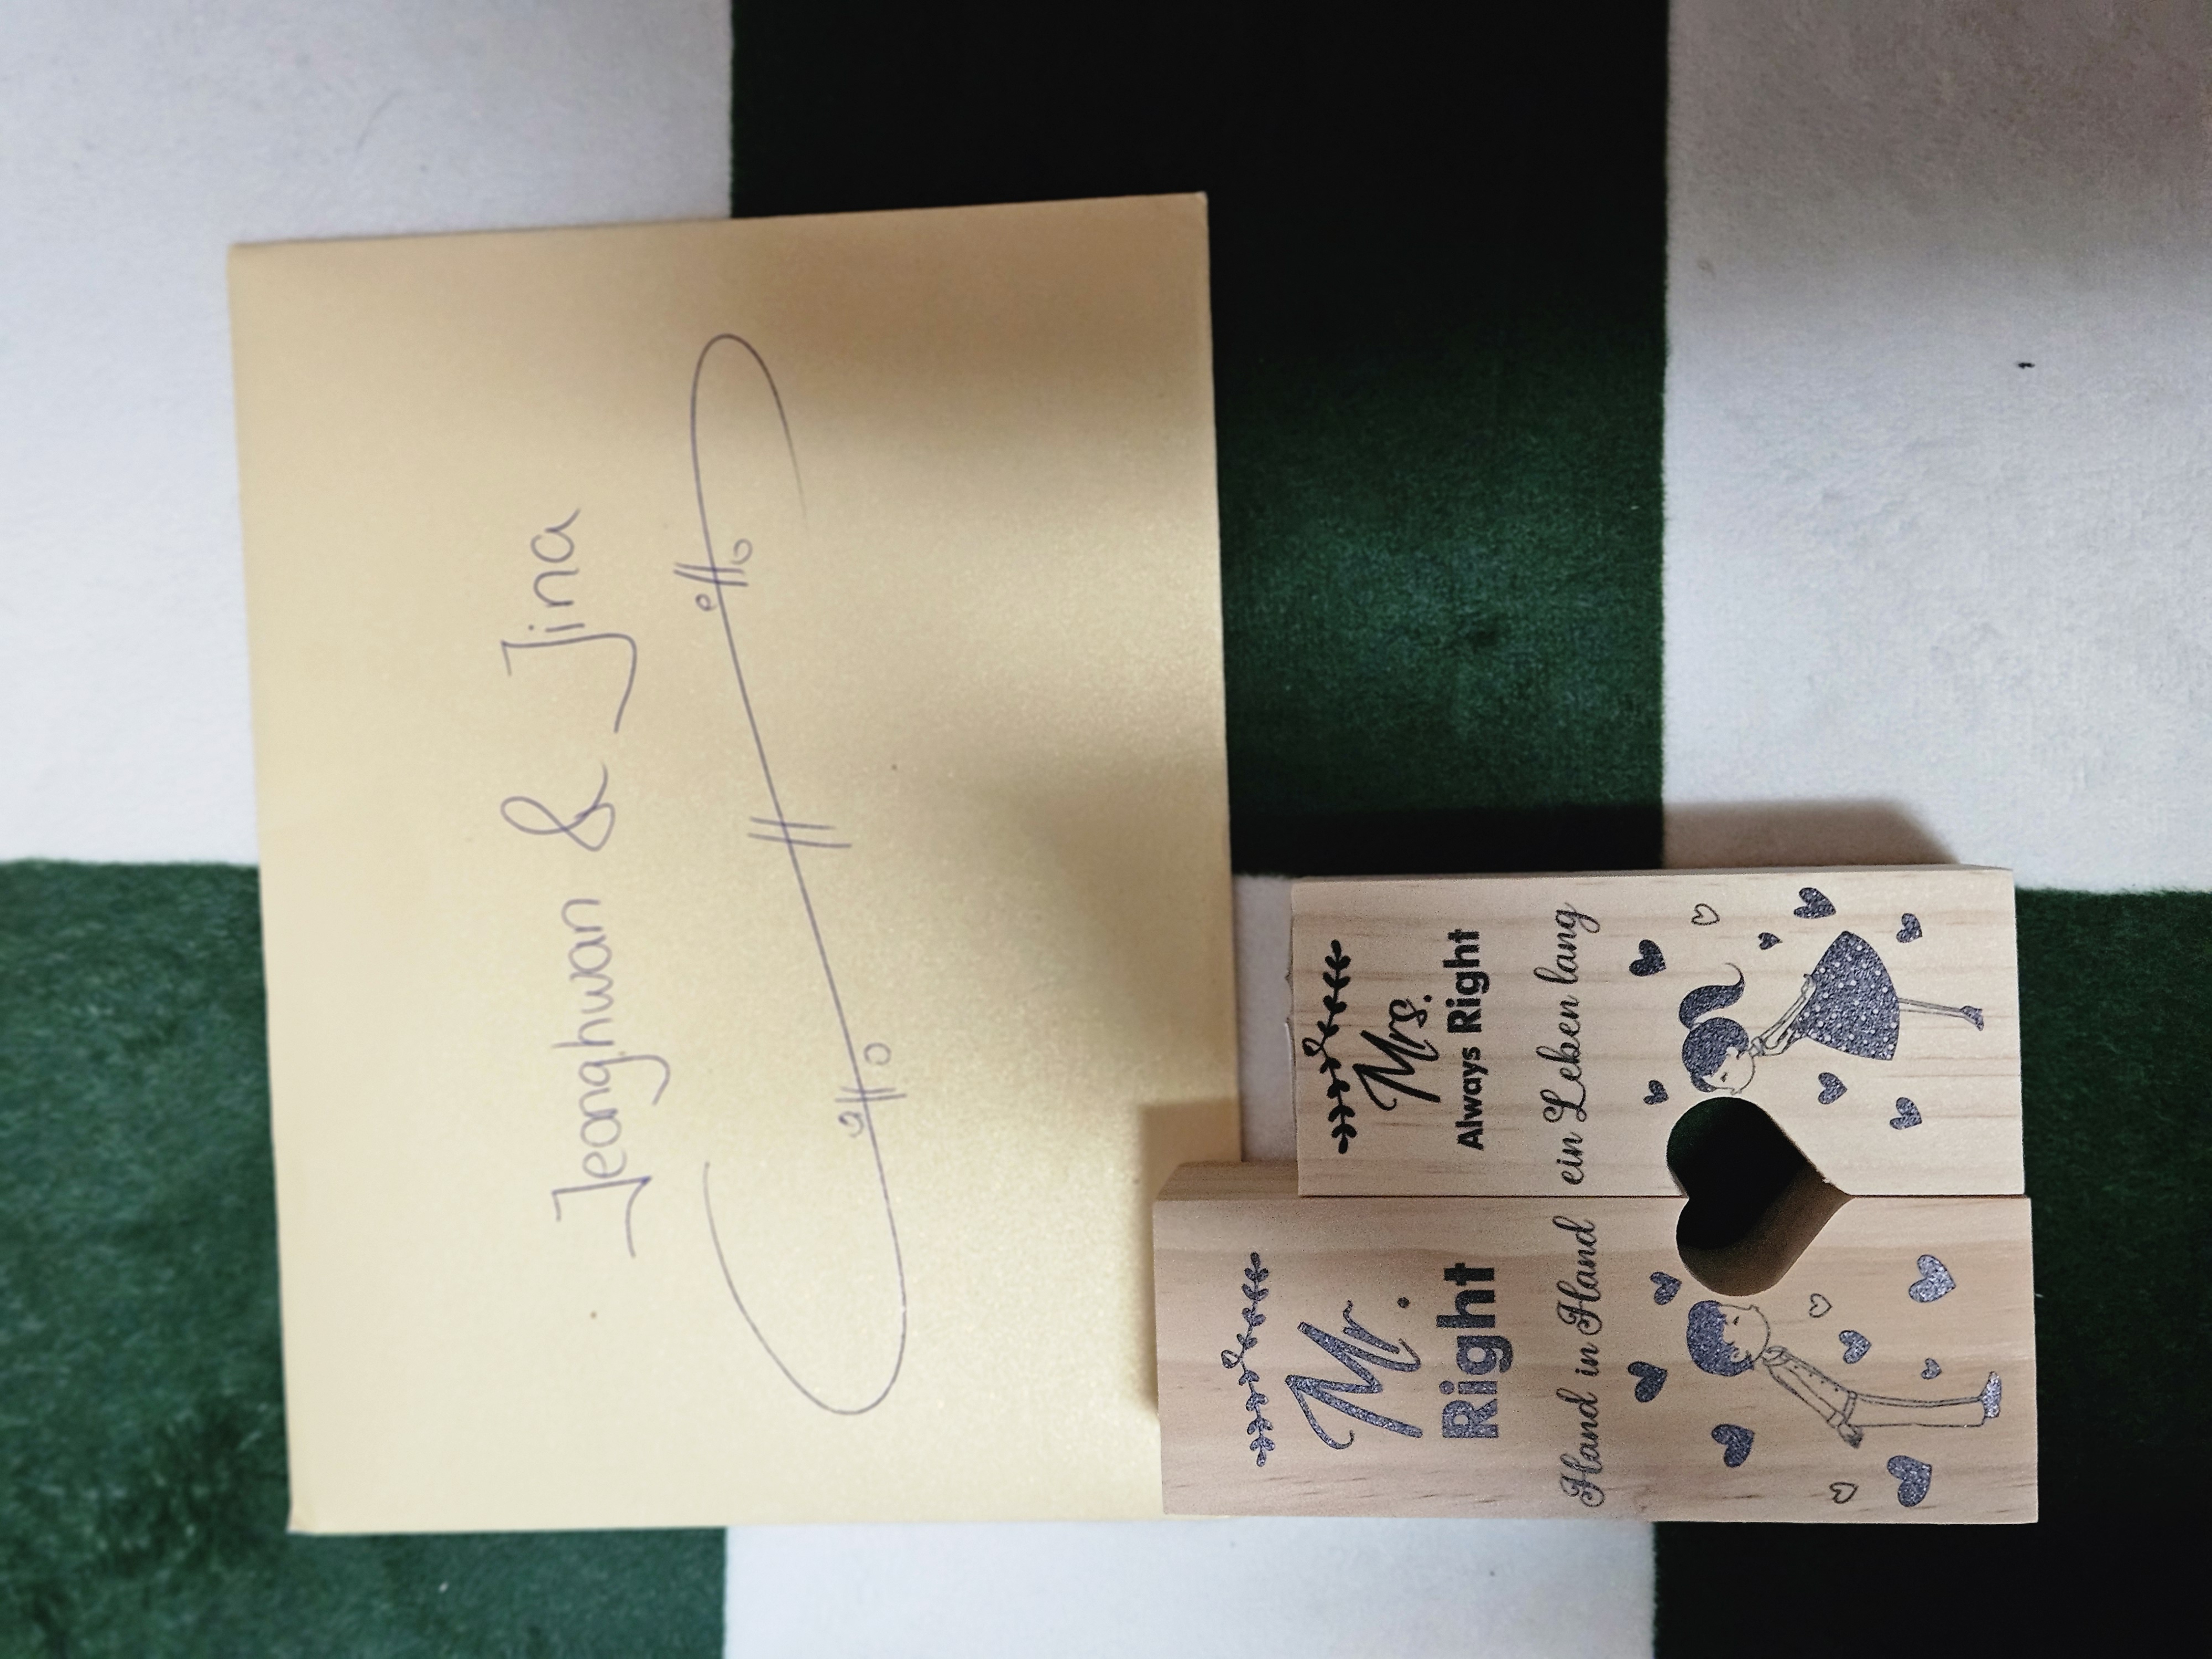 Jeonghwan & Jina
Mr.
Right
Hand in Hand
Mrs.
Always Right
ein Leben lang